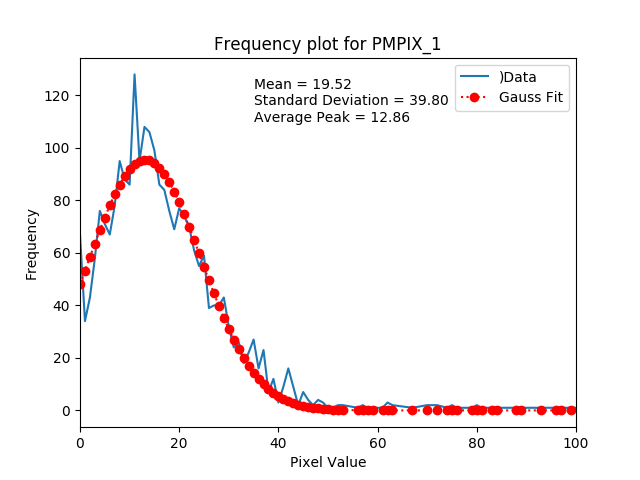 Frequency plot for PMPIX_1
Mean = 19.52
Standard Deviation = 39.80
Average Peak = 12.86
)Data
Gauss Fit
Frequency
120
100
80
60
40
20
0
0 20 40 60 80 100
Pixel Value